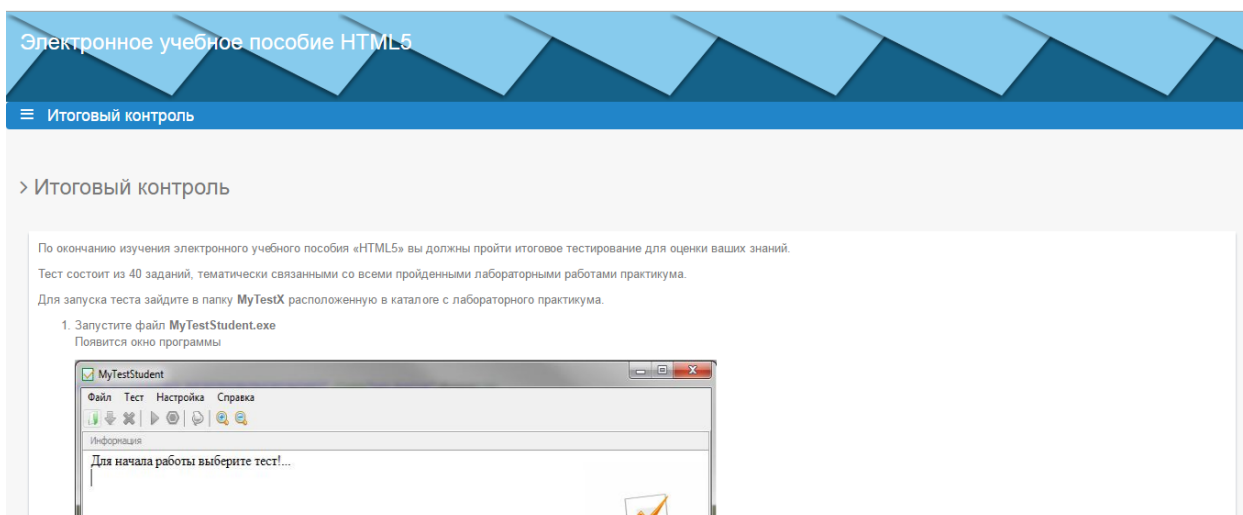 Электронное учебное пособие HTML5
Итоговый контроль
Итоговый контроль
По окончанию изучения электронного учебного пособия «HTML5» вы должны пройти итоговое тестирование для оценки ваших знаний.
Тест состоит из 40 заданий, тематически связанными со всеми пройденными лабораторными работами практикума.
Для запуска теста зайдите в папку MyTestX расположенную в каталоге с лабораторного практикума.
1. Запустите файл MyTestStudent.exe
Появится окно программы
MyTestStudent
Файл Тест Настройка Справка
Информация
Для начала работы выберите тест!...